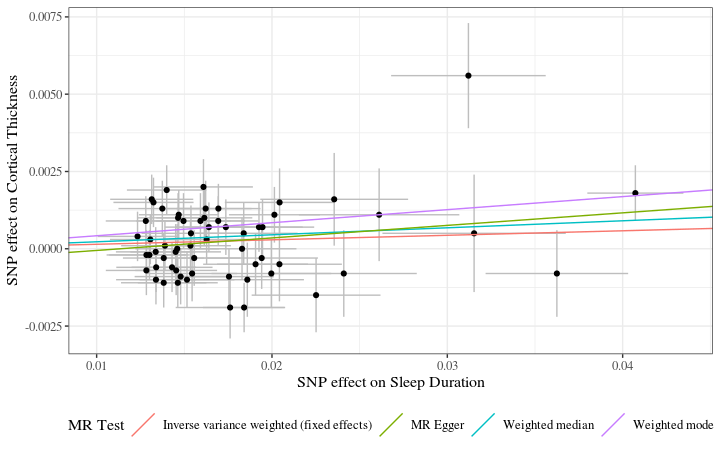 0.0075
0.0050
0.0025
0.0000
-0.0025
SNP effect on Cortical Thickness
0.01 0.02 0.03 0.04
SNP effect on Sleep Duration
MR Test Inverse variance weighted (fixed effects) MR Egger Weighted median Weighted mode